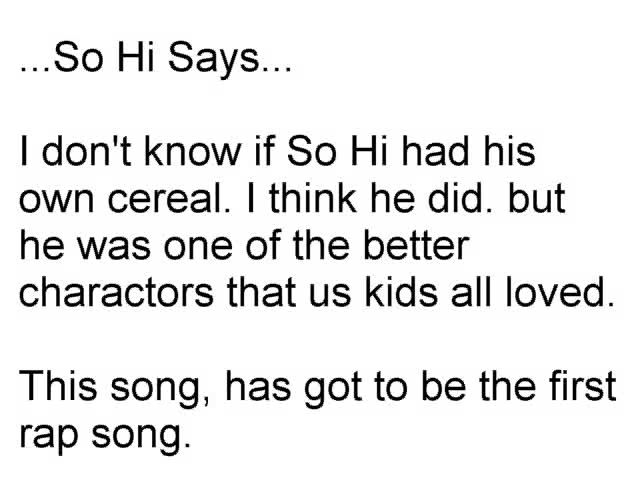 ...So Hi Says...
I don't know if So Hi had his
own cereal. I think he did. but
he was one of the better
charactors that us kids all loved.
This song, has got to be the first
rap song.